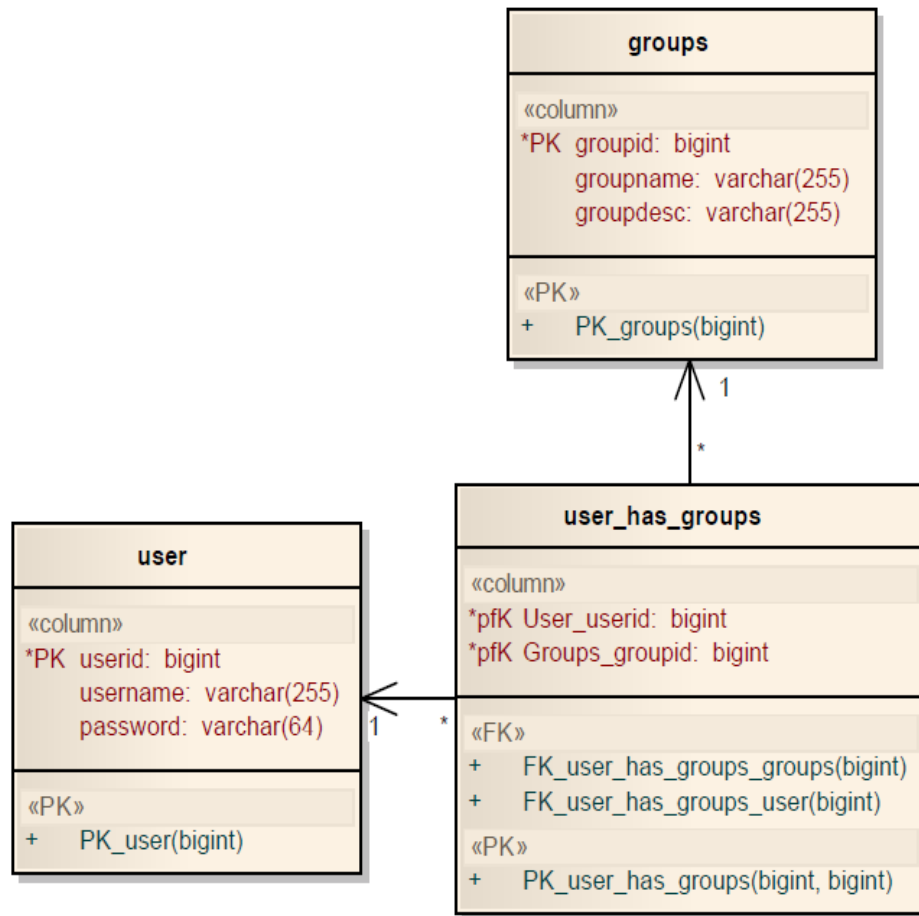 groups
«column»
*PK groupid: bigint
groupname: varchar(255)
groupdesc: varchar(255)
«PK»
+ PK_groups(bigint)
1
*
user_has_groups
«column»
*pfK User_userid: bigint
*pfK Groups_groupid: bigint
«FK»
+ FK_user_has_groups_groups(bigint)
+ FK_user_has_groups_user(bigint)
«PK»
+ PK_user_has_groups(bigint, bigint)
user
«column»
*PK userid: bigint
username: varchar(255)
password: varchar(64)
«PK»
+ PK_user(bigint)
1
*